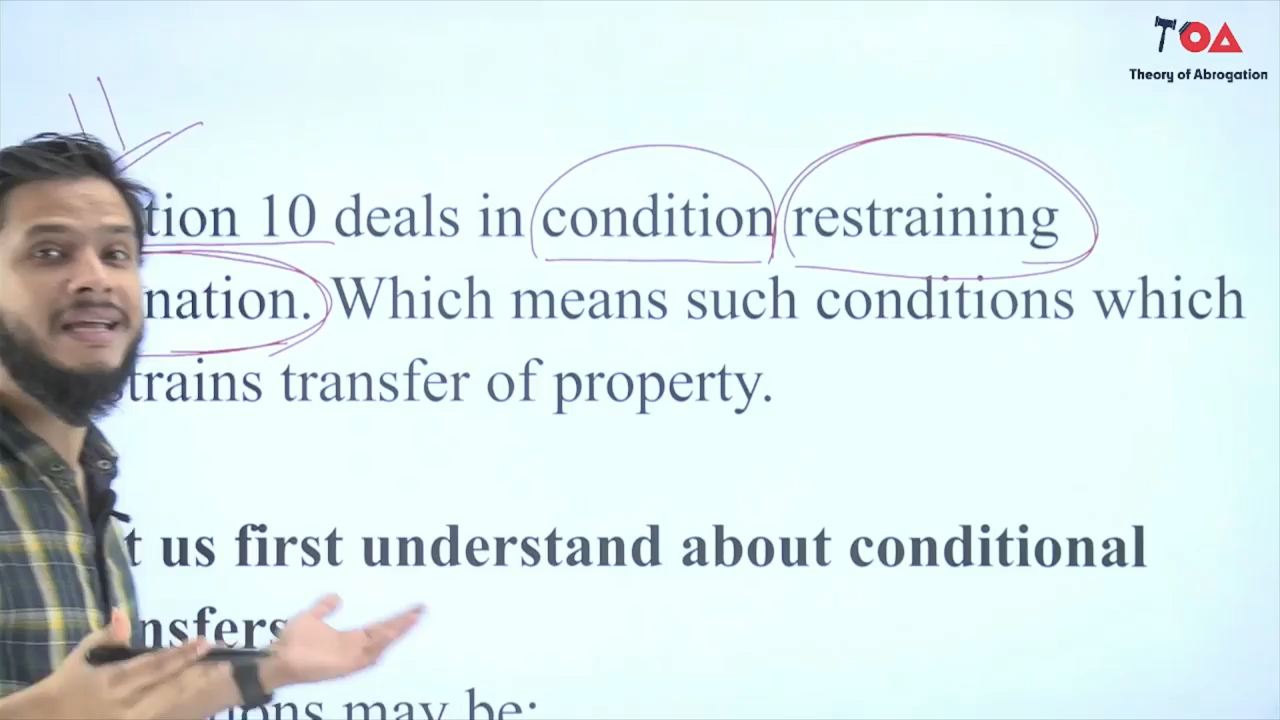 TOA
Theory of Abrogation
tion 10 deals in condition restraining
nation. Which means such conditions which
trains transfer of property.
t us first understand about conditional
nsfers
ions may be: